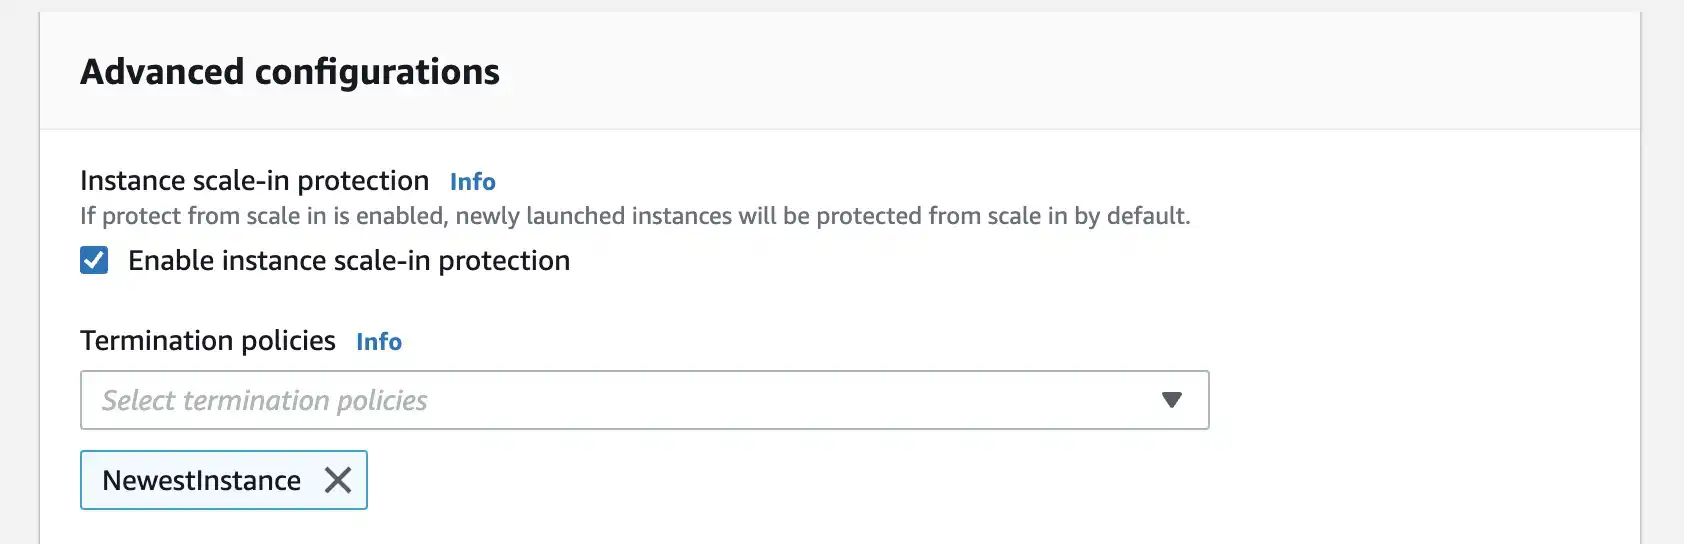 Advanced configurations
Instance scale-in protection Info
If protect from scale in is enabled, newly launched instances will be protected from scale in by default.
Enable instance scale-in protection
Termination policies Info
Select termination policies
NewestInstance